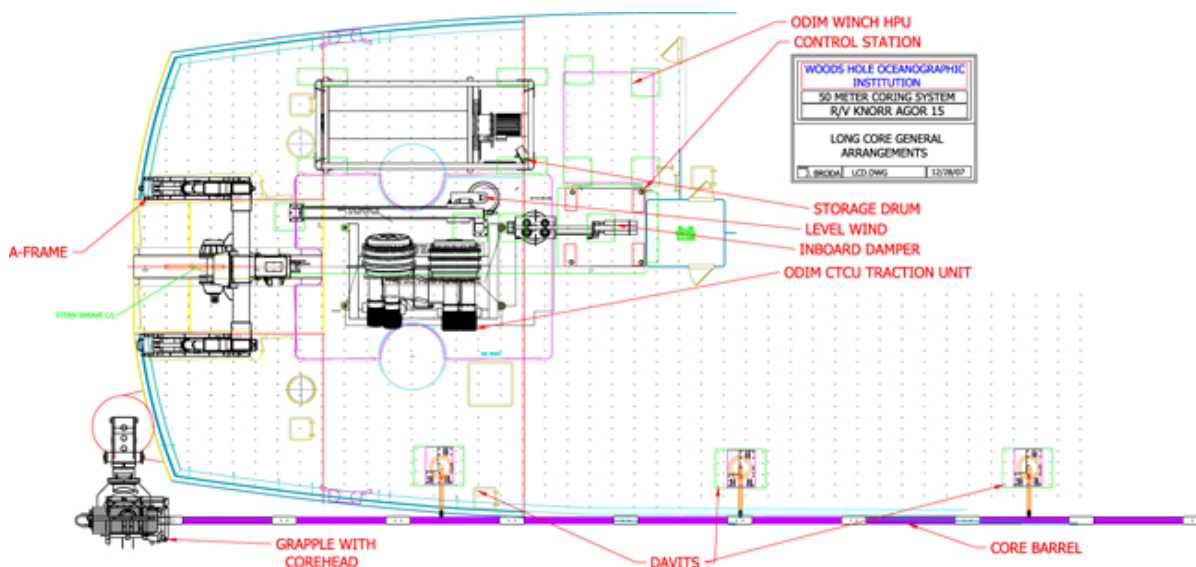 ODIM WINCH HPU
CONTROL STATION
WOODS HOLE OCEANOGRAPHIC
INSTITUTION
50 METER CORING SYSTEM
R/V KNORR AGOR 15
LONG CORE GENERAL
ARRANGEMENTS
J. BRODA LCD.DWG 12/28/07
STORAGE DRUM
LEVEL WIND
INBOARD DAMPER
A-FRAME
ODIM CTCU TRACTION UNIT
STERN SHEAVE C/L
GRAPPLE WITH
COREHEAD
DAVITS
CORE BARREL